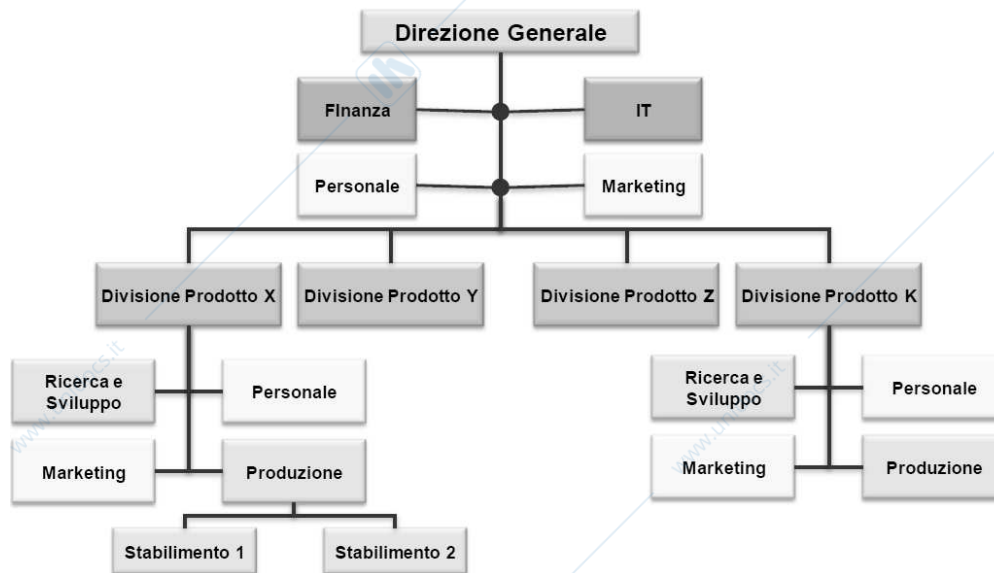 Direzione Generale
FInanza
IT
Personale
Marketing
Divisione Prodotto X
Divisione Prodotto Y
Divisione Prodotto Z
Divisione Prodotto K
Ricerca e
Sviluppo
Personale
Marketing
Produzione
Ricerca e
Sviluppo
Personale
Marketing
Produzione
Stabilimento 1
Stabilimento 2